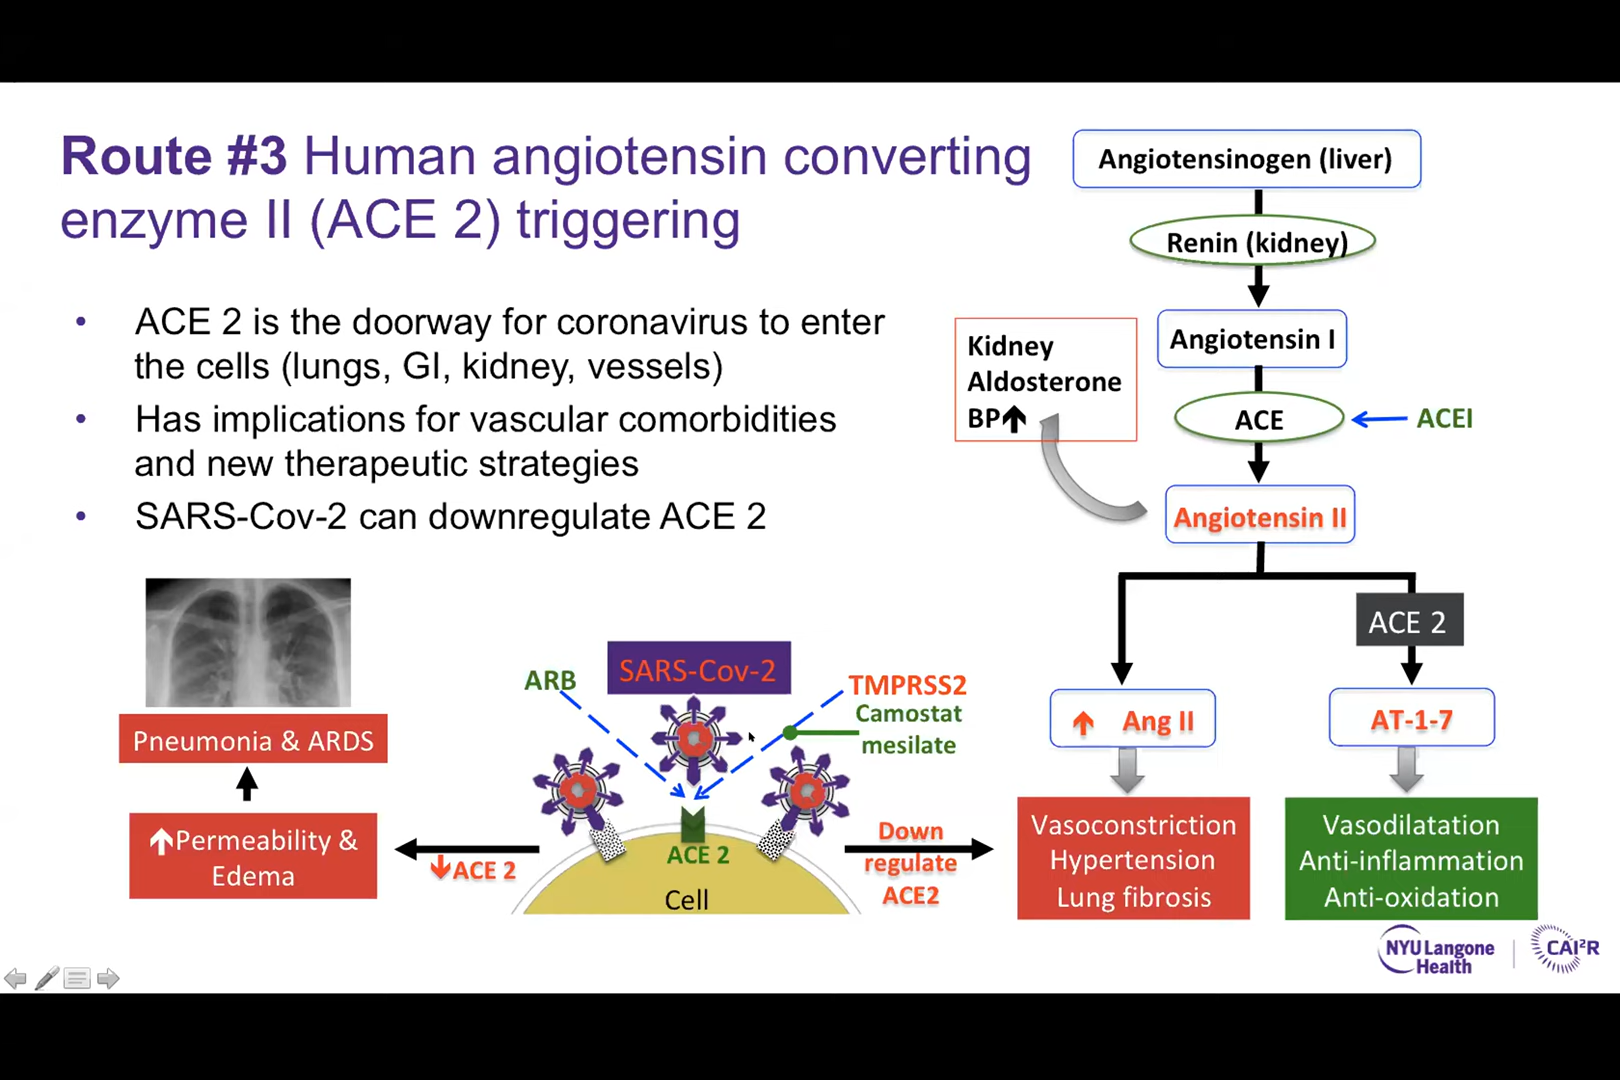 Route #3 Human angiotensin converting
enzyme II (ACE 2) triggering
• ACE 2 is the doorway for coronavirus to enter
the cells (lungs, GI, kidney, vessels)
• Has implications for vascular comorbidities
and new therapeutic strategies
• SARS-Cov-2 can downregulate ACE 2
Angiotensinogen (liver)
Renin (kidney)
Angiotensin I
Kidney
Aldosterone
BP↑
ACE
ACEI
Angiotensin II
ACE 2
↑ Ang II
AT-1-7
Vasoconstriction
Hypertension
Lung fibrosis
Vasodilatation
Anti-inflammation
Anti-oxidation
Pneumonia & ARDS
↑Permeability &
Edema
↓ACE 2
ARB
SARS-Cov-2
TMPRSS2
Camostat
mesilate
ACE 2
Cell
Down
regulate
ACE2
NYU Langone
Health
CAI²R